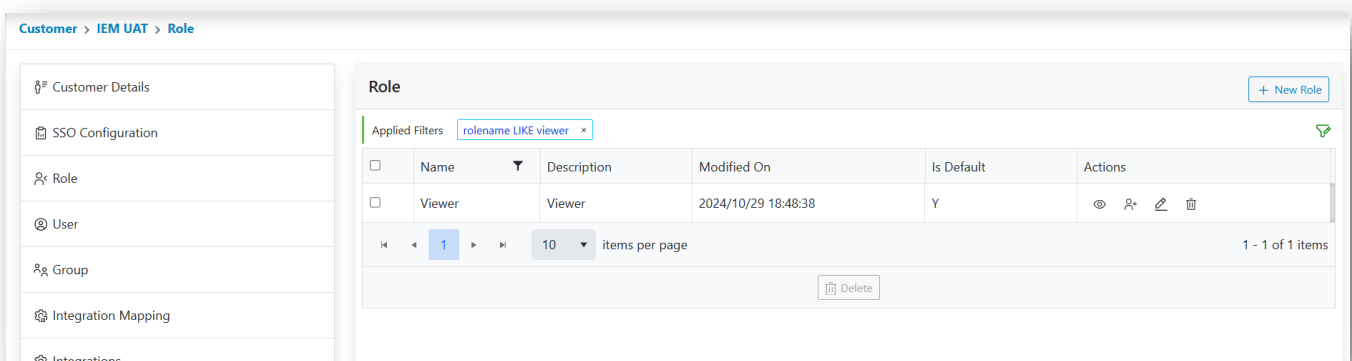 Customer > IEM UAT > Role
Customer Details
SSO Configuration
Role
User
Group
Integration Mapping
Integrations
Role
+ New Role
Applied Filters rolename LIKE viewer ×
Name Description Modified On Is Default Actions
Viewer Viewer 2024/10/29 18:48:38 Y
1 10 items per page 1 - 1 of 1 items
Delete